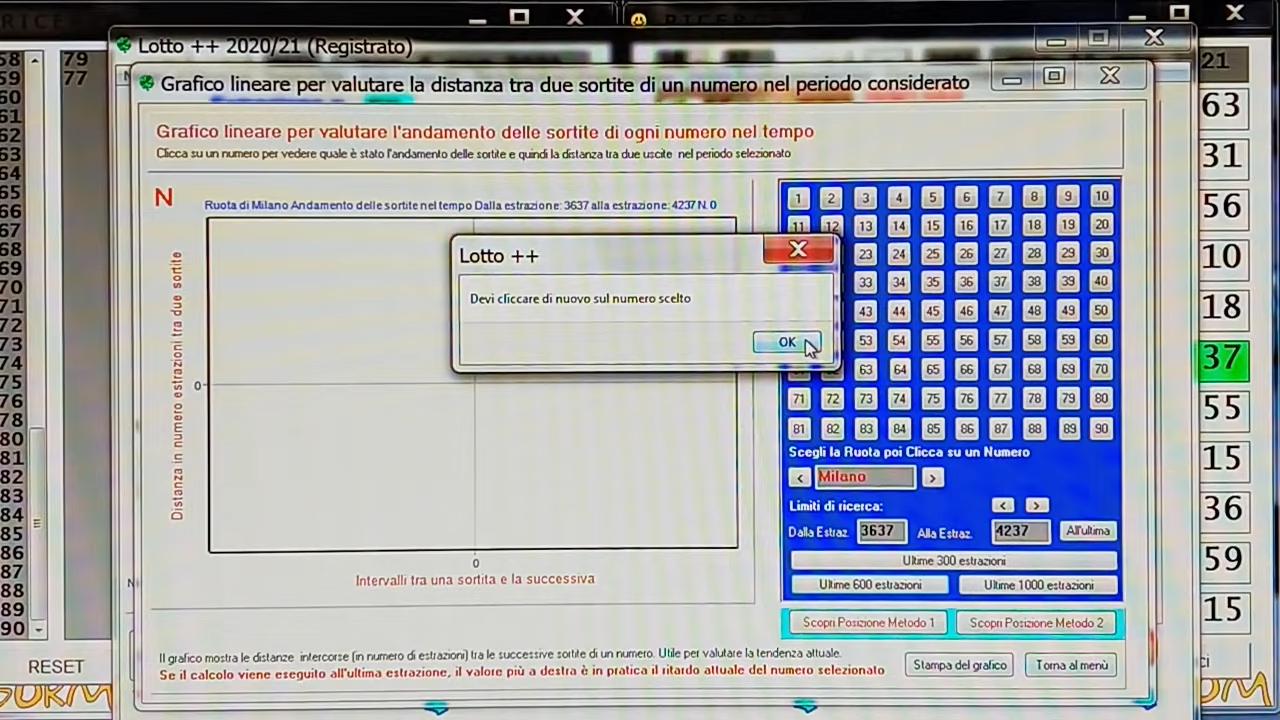 Lotto ++ 2020/21 (Registrato)
Grafico lineare per valutare la distanza tra due sortite di un numero nel periodo considerato
Grafico lineare per valutare l'andamento delle sortite di ogni numero nel tempo
Clicca su un numero per vedere quale è stato l'andamento delle sortite e quindi la distanza tra due uscite nel periodo selezionato
N
Ruota di Milano Andamento delle sortite nel tempo Dalla estrazione: 3637 alla estrazione: 4237 N. 0
Distanza in numero estrazioni tra due sortite
0
0
Intervalli tra una sortita e la successiva
Lotto ++
Devi cliccare di nuovo sul numero scelto
OK
1 2 3 4 5 6 7 8 9 10
11 12 13 14 15 16 17 18 19 20
23 24 25 26 27 28 29 30
33 34 35 36 37 38 39 40
43 44 45 46 47 48 49 50
53 54 55 56 57 58 59 60
63 64 65 66 67 68 69 70
71 72 73 74 75 76 77 78 79 80
81 82 83 84 85 86 87 88 89 90
Scegli la Ruota poi Clicca su un Numero
< Milano >
Limiti di ricerca: < >
Dalla Estraz. 3637 Alla Estraz. 4237 All'ultima
Ultime 300 estrazioni
Ultime 600 estrazioni Ultime 1000 estrazioni
Scopri Posizione Metodo 1 Scopri Posizione Metodo 2
Il grafico mostra le distanze intercorse (in numero di estrazioni) tra le successive sortite di un numero. Utile per valutare la tendenza attuale.
Se il calcolo viene eseguito all'ultima estrazione, il valore più a destra è in pratica il ritardo attuale del numero selezionato
Stampa del grafico Torna al menù
58
59
60
61
62
63
64
65
66
67
68
69
70
71
72
73
74
75
76
78
80
81
82
83
84
85
86
87
88
89
90
79
77
RESET
21
63
31
56
10
18
37
55
15
36
59
15